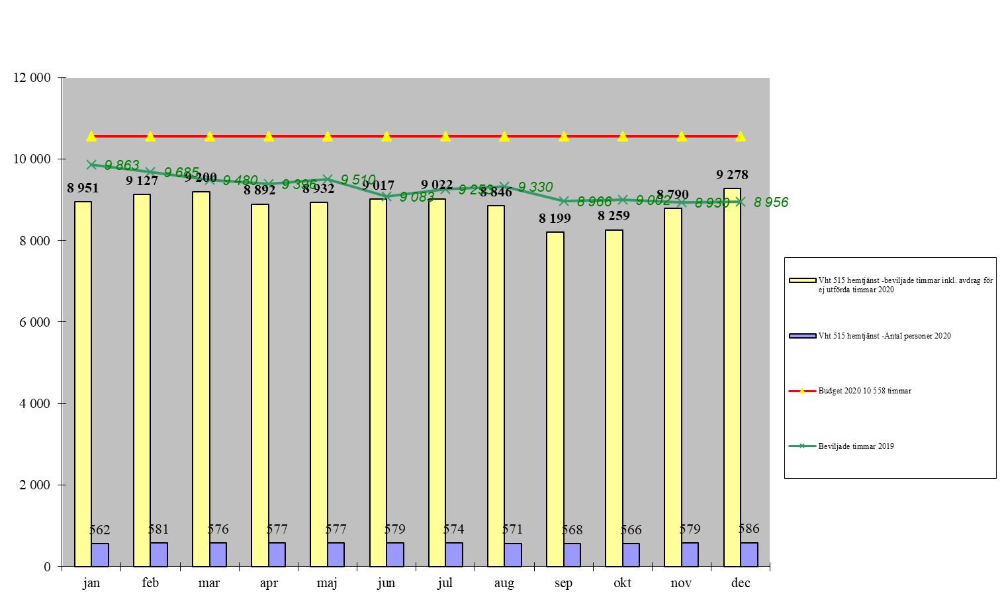 12 000
10 000
8 000
6 000
4 000
2 000
0
8 951
9 127
9 200
8 892
8 932
9 017
9 022
8 846
8 199
8 259
8 790
9 278
9 863
9 685
9 480
9 396
9 510
9 083
9 253
9 330
8 966
9 002
8 930
8 956
562
581
576
577
577
579
574
571
568
566
579
586
jan
feb
mar
apr
maj
jun
jul
aug
sep
okt
nov
dec
Vht 515 hemtjänst -beviljade timmar inkl. avdrag för
ej utförda timmar 2020
Vht 515 hemtjänst -Antal personer 2020
Budget 2020 10 558 timmar
Beviljade timmar 2019